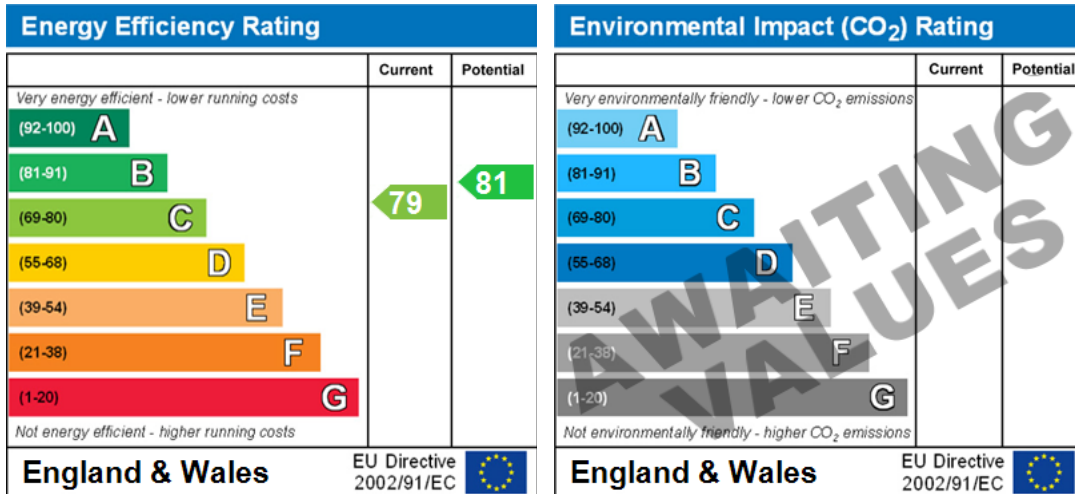 Energy Efficiency Rating
Current Potential
Very energy efficient - lower running costs
(92-100) A
(81-91) B
81
(69-80) C
79
(55-68) D
(39-54) E
(21-38) F
(1-20) G
Not energy efficient - higher running costs
England & Wales
EU Directive
2002/91/EC
Environmental Impact (CO₂) Rating
Current Potential
Very environmentally friendly - lower CO₂ emissions
(92-100) A
(81-91) B
(69-80) C
(55-68) D
(39-54) E
(21-38) F
(1-20) G
AWAITING
VALUES
Not environmentally friendly - higher CO₂ emissions
England & Wales
EU Directive
2002/91/EC